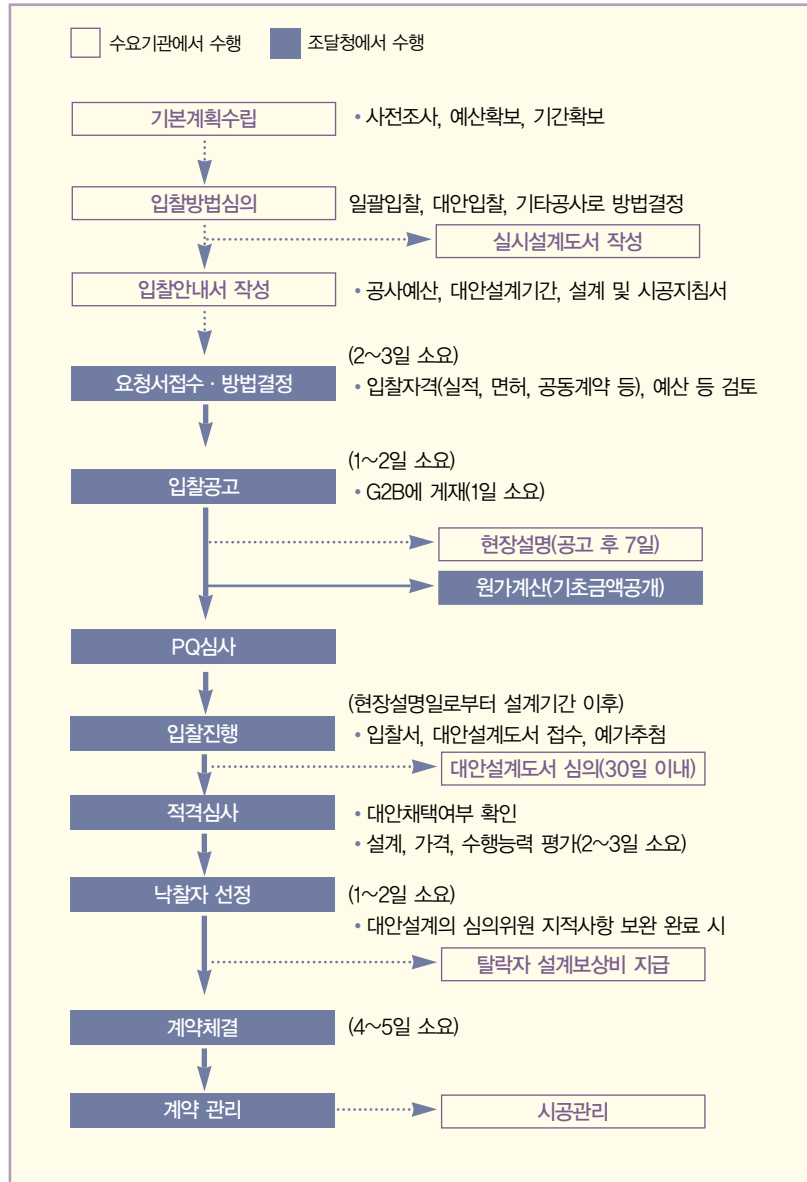 수요기관에서 수행
조달청에서 수행
기본계획수립
• 사전조사, 예산확보, 기간확보
입찰방법심의
일괄입찰, 대안입찰, 기타공사로 방법결정
실시설계도서 작성
입찰안내서 작성
• 공사예산, 대안설계기간, 설계 및 시공지침서
(2~3일 소요)
요청서접수 · 방법결정
• 입찰자격(실적, 면허, 공동계약 등), 예산 등 검토
(1~2일 소요)
입찰공고
• G2B에 게재(1일 소요)
현장설명(공고 후 7일)
원가계산(기초금액공개)
PQ심사
(현장설명일로부터 설계기간 이후)
입찰진행
• 입찰서, 대안설계도서 접수, 예가추첨
대안설계도서 심의(30일 이내)
적격심사
• 대안채택여부 확인
• 설계, 가격, 수행능력 평가(2~3일 소요)
낙찰자 선정
(1~2일 소요)
• 대안설계의 심의위원 지적사항 보완 완료 시
탈락자 설계보상비 지급
계약체결
(4~5일 소요)
계약 관리
시공관리